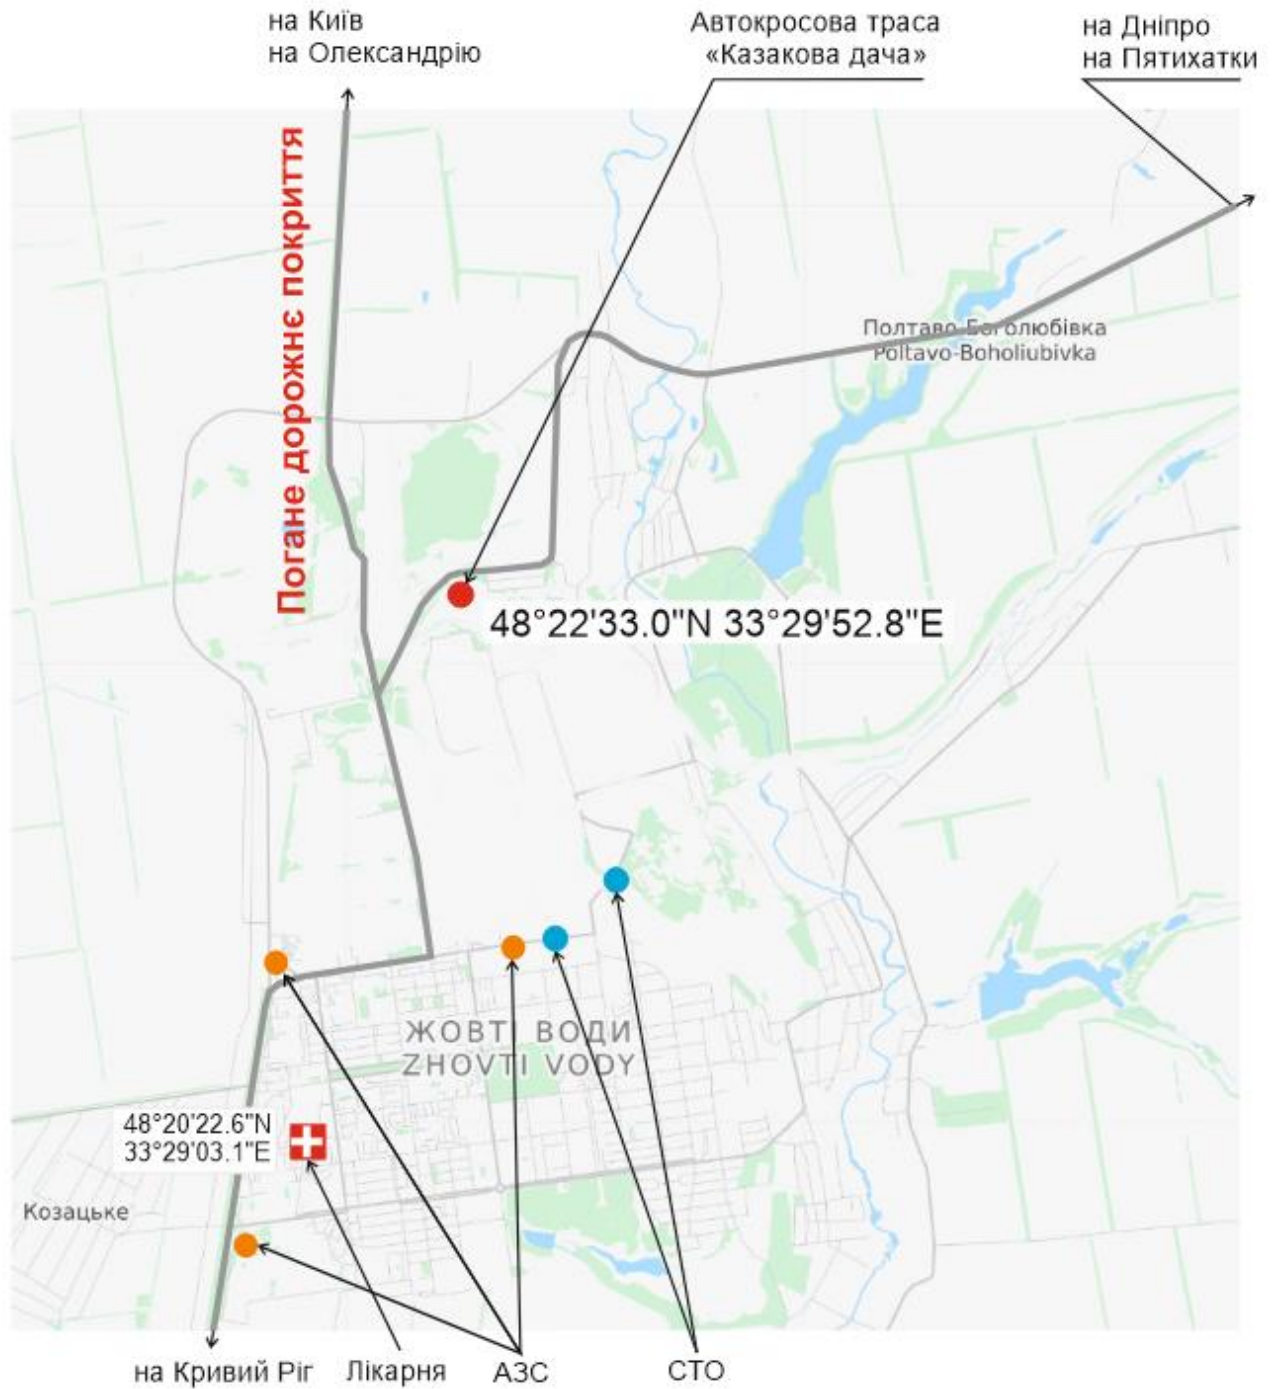 на Київ
на Олександрію
Автокросова траса
«Казакова дача»
на Дніпро
на Пятихатки
Погане дорожнє покриття
Полтаво-Боголюбівка
Poltavo-Boholiubivka
48°22'33.0"N 33°29'52.8"E
ЖОВТІ ВОДИ
ZHOVTI VODY
48°20'22.6"N
33°29'03.1"E
Козацьке
на Кривий Ріг
Лікарня
АЗС
СТО